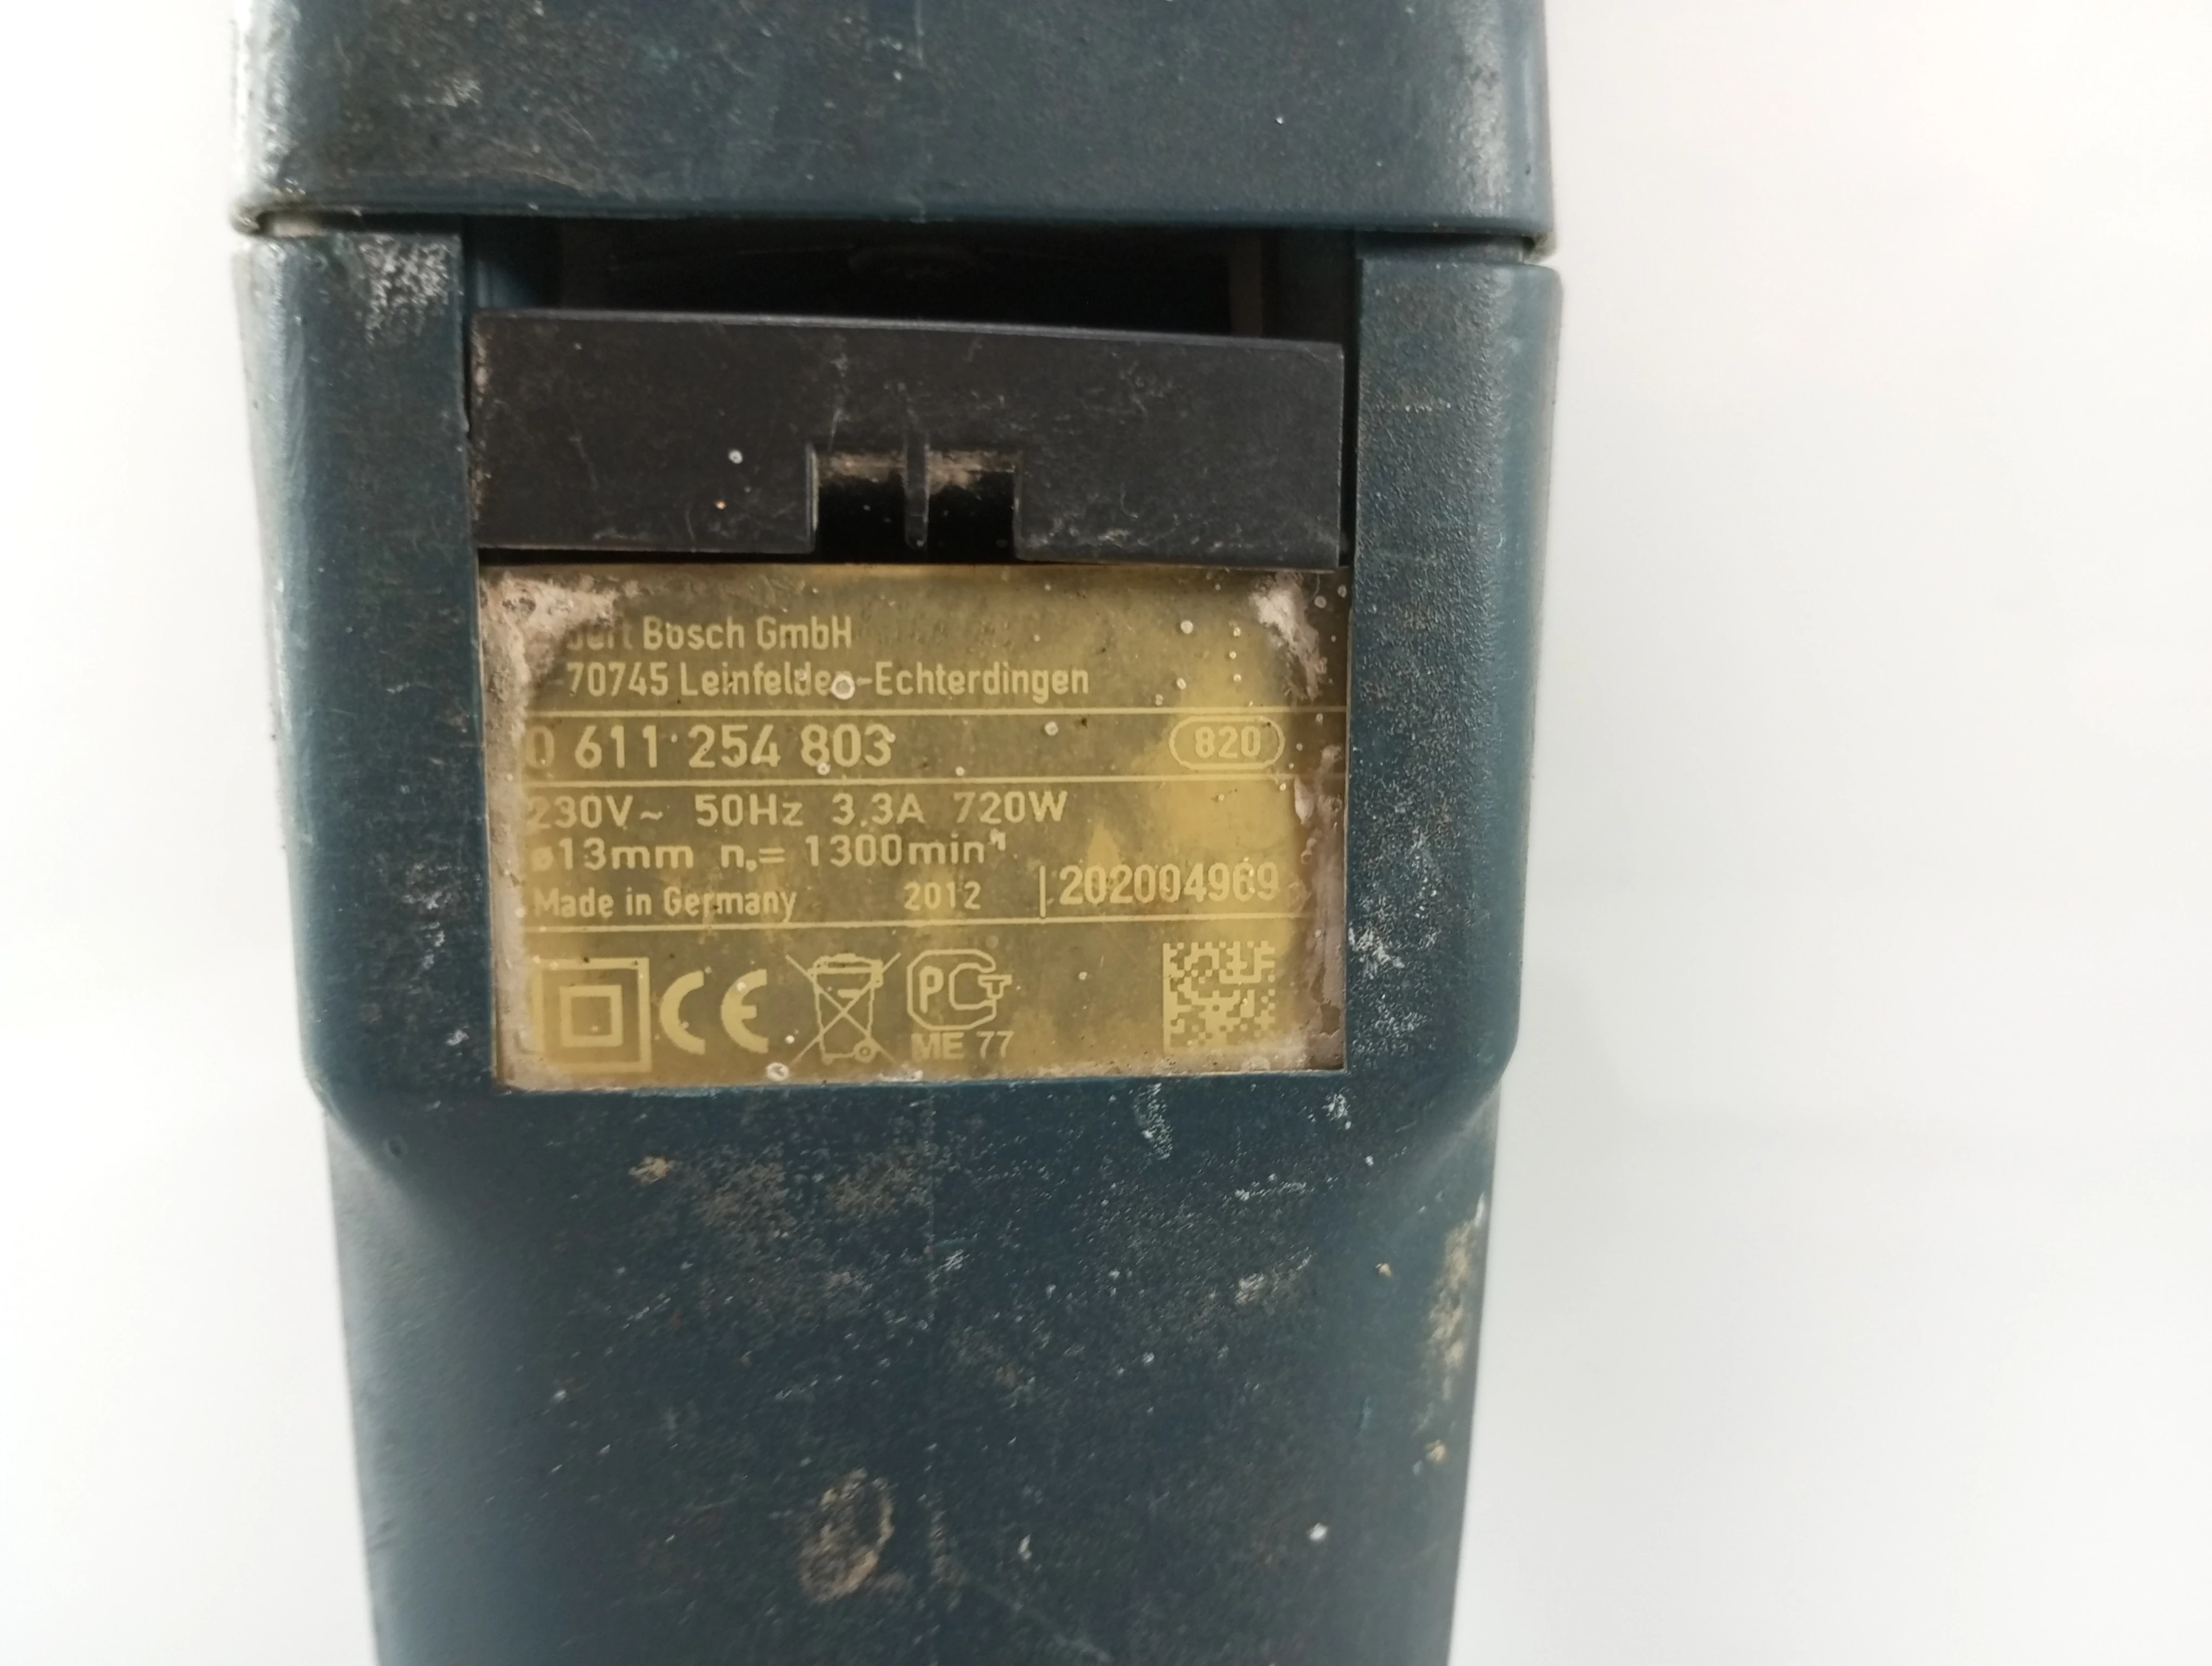 Bosch GmbH
70745 Leinfelden-Echterdingen
0 611 254 803 820
230V~ 50Hz 3.3A 720W
ø13mm n₀= 1300min⁻¹
Made in Germany 2012 202004969
CE PCT
ME 77